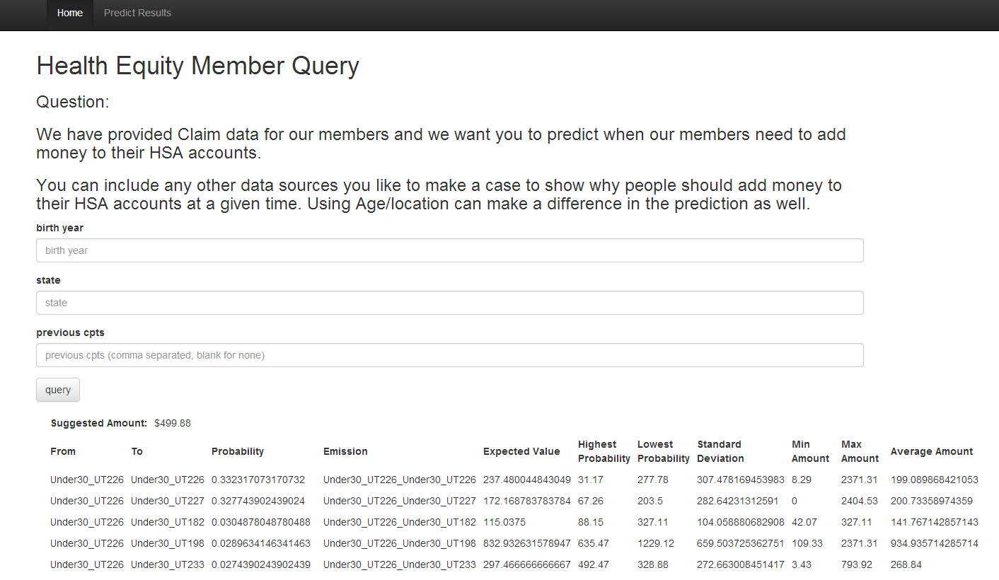 Home Predict Results
Health Equity Member Query
Question:
We have provided Claim data for our members and we want you to predict when our members need to add
money to their HSA accounts.
You can include any other data sources you like to make a case to show why people should add money to
their HSA accounts at a given time. Using Age/location can make a difference in the prediction as well.
birth year
birth year
state
state
previous cpts
previous cpts (comma separated, blank for none)
query
Suggested Amount: $499.88
From To Probability Emission Expected Value Highest Probability Lowest Probability Standard Deviation Min Amount Max Amount Average Amount
Under30_UT226 Under30_UT226 0.332317073170732 Under30_UT226_Under30_UT226 237.480044843049 31.17 277.78 307.478169453983 8.29 2371.31 199.089868421053
Under30_UT226 Under30_UT227 0.327743902439024 Under30_UT226_Under30_UT227 172.168783783784 67.26 203.5 282.64231312591 0 2404.53 200.73358974359
Under30_UT226 Under30_UT182 0.0304878048780488 Under30_UT226_Under30_UT182 115.0375 88.15 327.11 104.058880682908 42.07 327.11 141.767142857143
Under30_UT226 Under30_UT198 0.0289634146341463 Under30_UT226_Under30_UT198 832.932631578947 635.47 1229.12 659.503725362751 109.33 2371.31 934.935714285714
Under30_UT226 Under30_UT233 0.0274390243902439 Under30_UT226_Under30_UT233 297.466666666667 492.47 328.88 272.663008451417 3.43 793.92 268.84